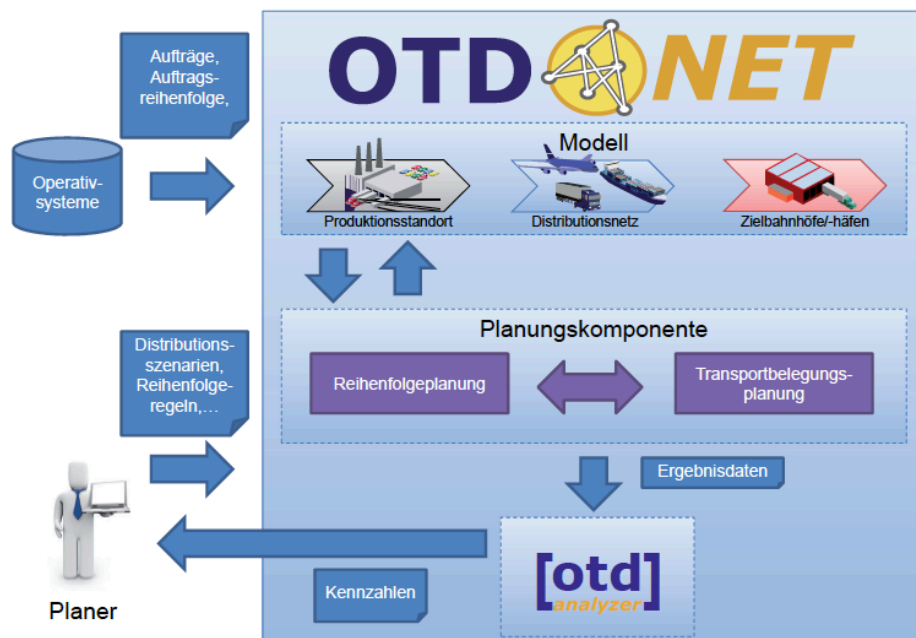 Aufträge,
Auftrags-
reihenfolge,
OTD NET
Operativ-
systeme
Modell
Produktionsstandort
Distributionsnetz
Zielbahnhöfe/-häfen
Distributions-
szenarien,
Reihenfolge-
regeln,...
Planungskomponente
Reihenfolgeplanung
Transportbelegungs-
planung
Ergebnisdaten
[otd]
analyzer
Kennzahlen
Planer